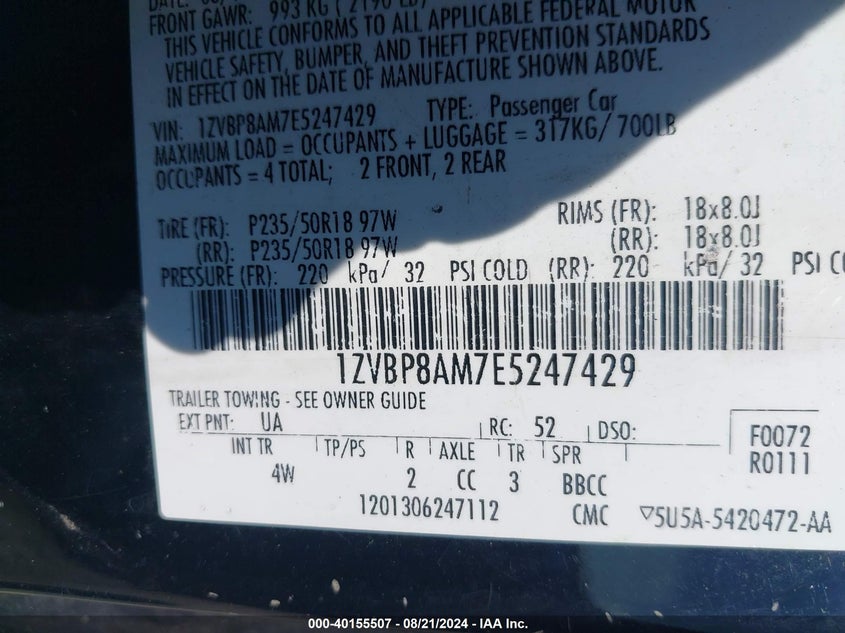 DATE:
FRONT GAWR: 993 KG ( 2190 LB)
THIS VEHICLE CONFORMS TO ALL APPLICABLE FEDERAL MOTOR
VEHICLE SAFETY, BUMPER, AND THEFT PREVENTION STANDARDS
IN EFFECT ON THE DATE OF MANUFACTURE SHOWN ABOVE.
VIN: 1ZVBP8AM7E5247429 TYPE: Passenger Car
MAXIMUM LOAD = OCCUPANTS + LUGGAGE = 317KG/ 700LB
OCCUPANTS = 4 TOTAL; 2 FRONT, 2 REAR
TIRE (FR): P235/50R18 97W RIMS (FR): 18x8.0J
(RR): P235/50R18 97W (RR): 18x8.0J
PRESSURE (FR): 220 kPa/ 32 PSI COLD (RR): 220 kPa/ 32 PSI CO
1ZVBP8AM7E5247429
TRAILER TOWING - SEE OWNER GUIDE
EXT PNT: UA RC: 52 DSO: F0072
INT TR TP/PS R AXLE TR SPR R0111
4W 2 CC 3 BBCC
1201306247112 CMC ▽5U5A-5420472-AA
000-40155507 - 08/21/2024 - IAA Inc.